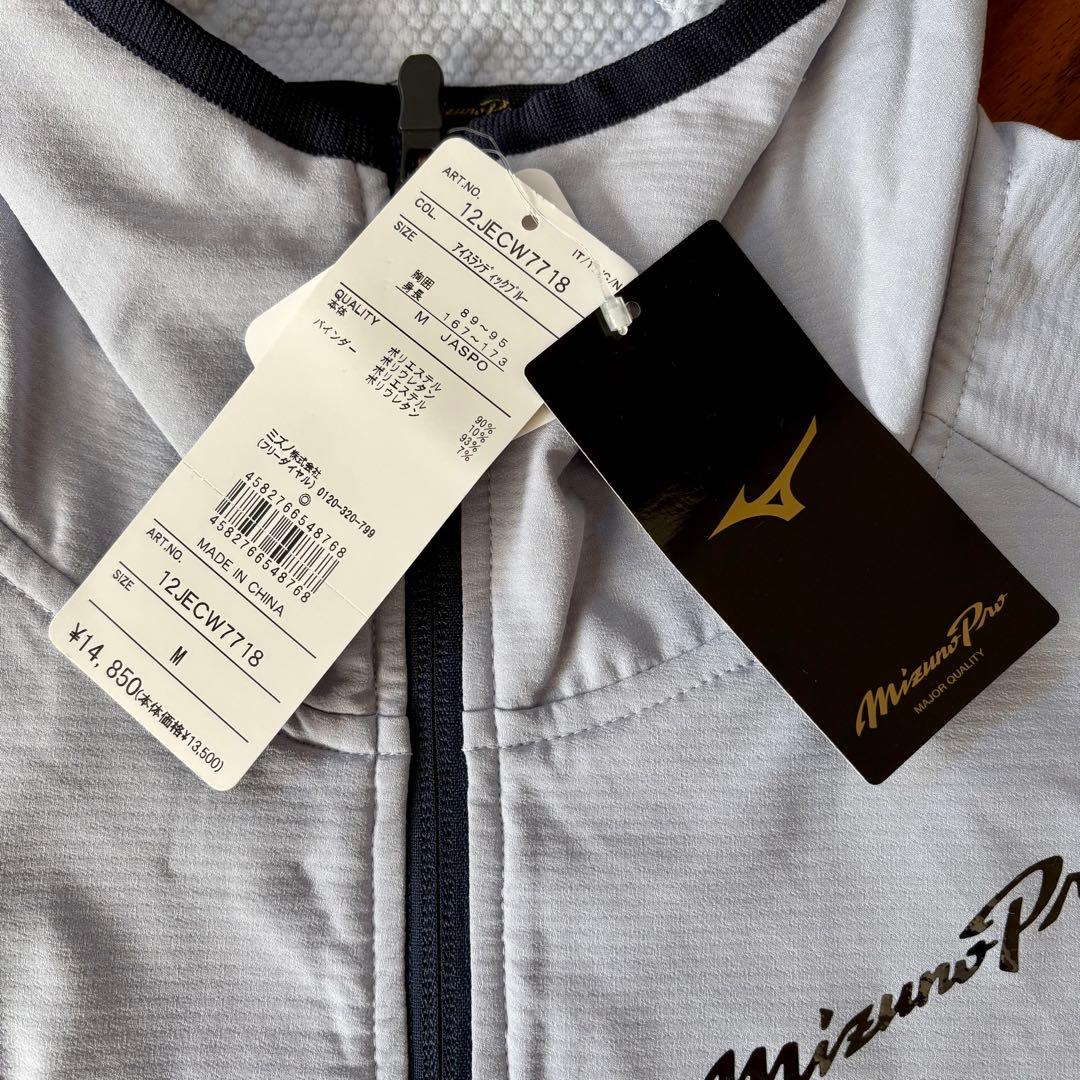 Mizuno Pro
ART.NO.
12JECW7718
COL.
アイスランディックブルー
SIZE
胸囲 89~95
身長 167~173
M JASPO
QUALITY
本体
ポリエステル 90%
ポリウレタン 10%
バインダー
ポリエステル 93%
ポリウレタン 7%
ミズノ株式会社
(フリーダイヤル) 0120-320-799
4582766548768
4582766548768
MADE IN CHINA
ART.NO.
12JECW7718
SIZE
M
¥14,850(本体価格¥13,500)
Mizuno Pro
MAJOR QUALITY
Mizuno Pro